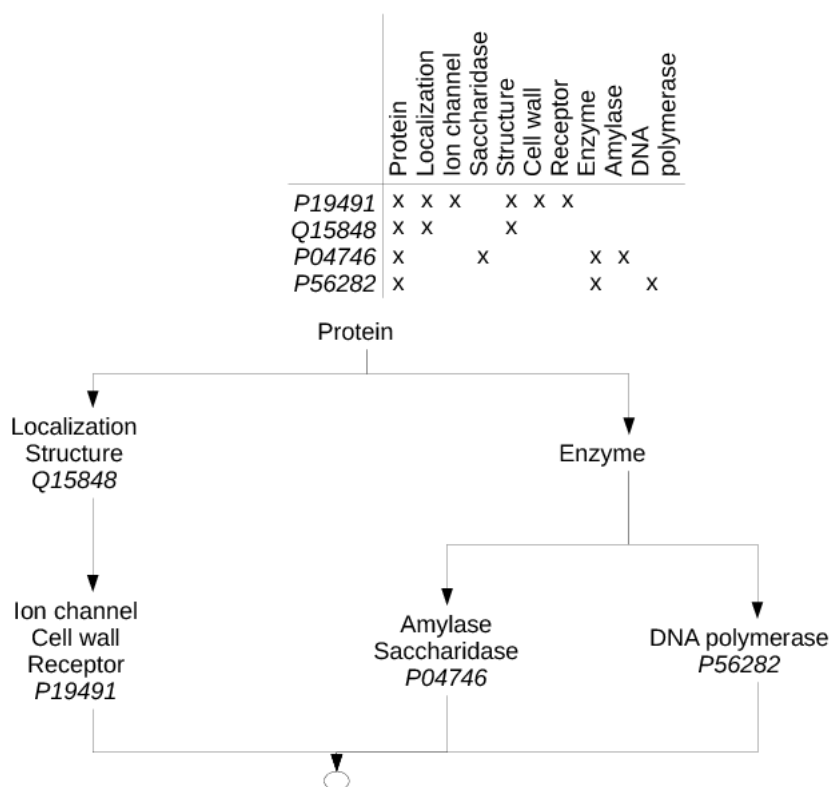 Protein
Localization
Ion channel
Saccharidase
Structure
Cell wall
Receptor
Enzyme
Amylase
DNA
polymerase
P19491 x x x x x x
Q15848 x x x
P04746 x x x x
P56282 x x x
Protein
Localization
Structure
Q15848
Enzyme
Ion channel
Cell wall
Receptor
P19491
Amylase
Saccharidase
P04746
DNA polymerase
P56282